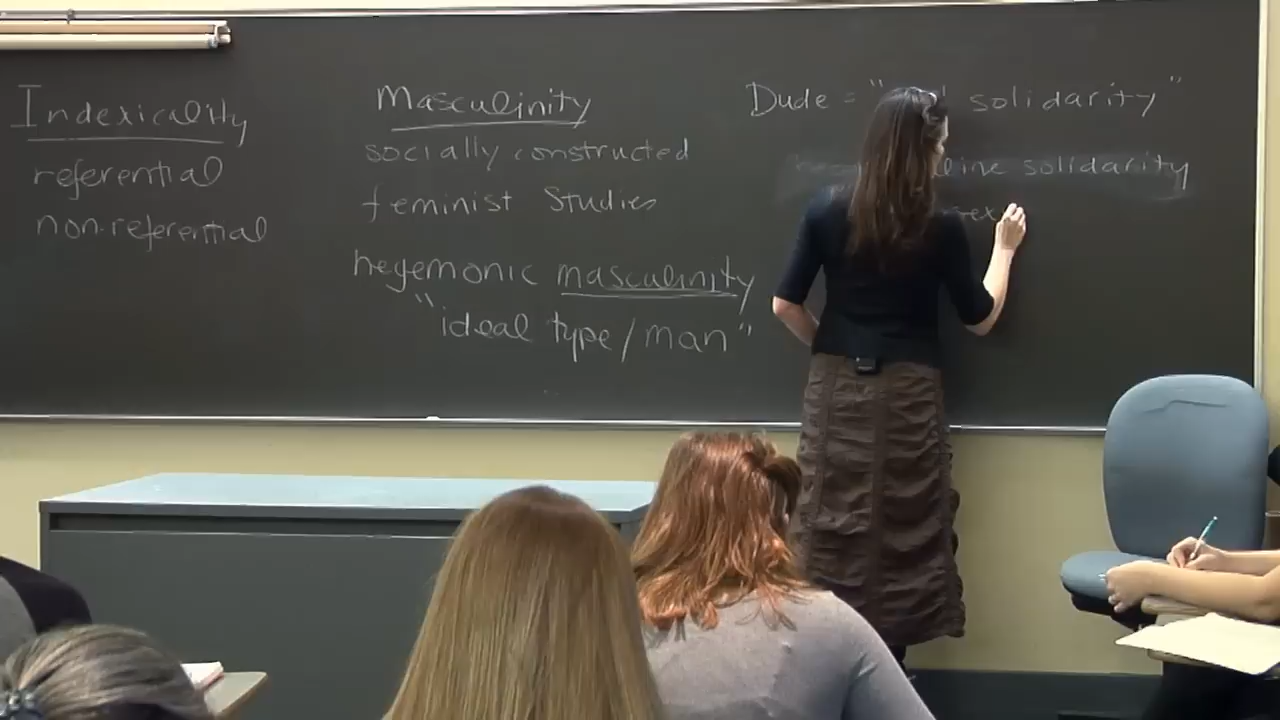 Indexicality
referential
non-referential
Masculinity
socially constructed
feminist Studies
hegemonic masculinity
"ideal type/man"
Dude = " solidarity"
solidarity